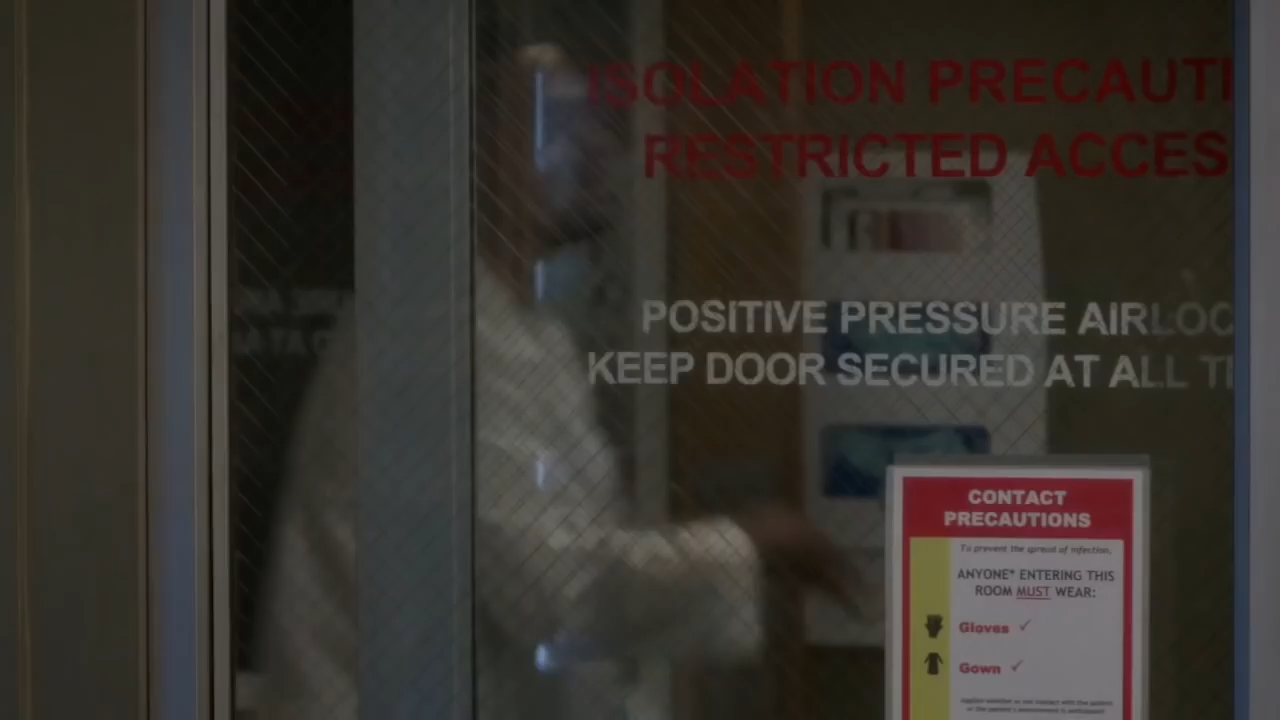 ISOLATION PRECAUTI
RESTRICTED ACCES
POSITIVE PRESSURE AIRLOC
KEEP DOOR SECURED AT ALL TI
CONTACT
PRECAUTIONS
To prevent the spread of infection,
ANYONE* ENTERING THIS
ROOM MUST WEAR:
Gloves ✓
Gown ✓